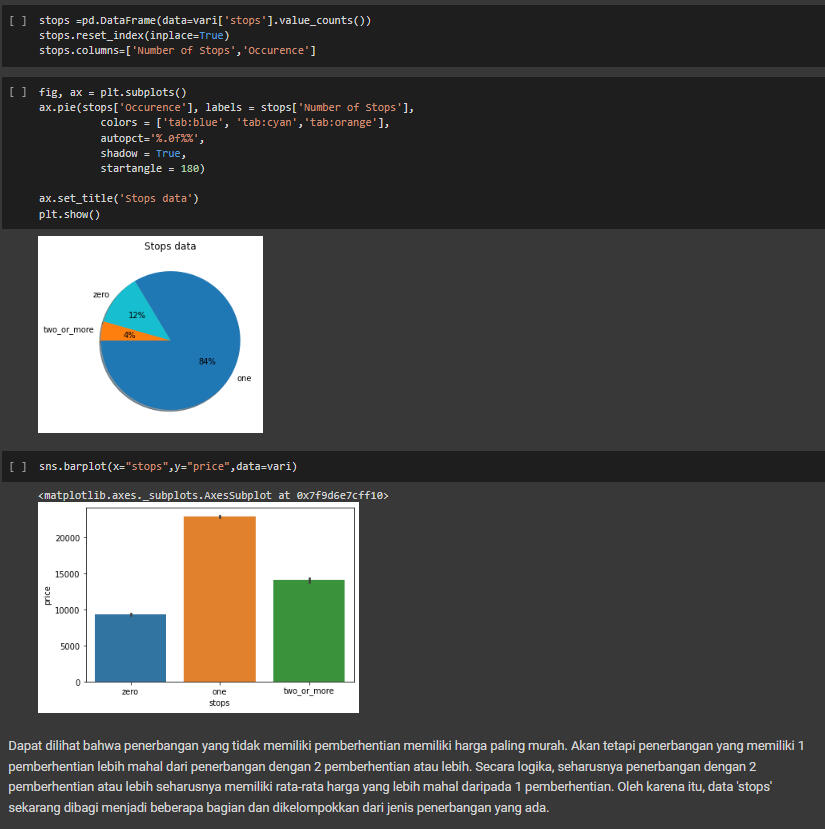 [ ] stops =pd.DataFrame(data=vari['stops'].value_counts())
stops.reset_index(inplace=True)
stops.columns=['Number of Stops','Occurence']
[ ] fig, ax = plt.subplots()
ax.pie(stops['Occurence'], labels = stops['Number of Stops'],
colors = ['tab:blue', 'tab:cyan','tab:orange'],
autopct='%.0f%%',
shadow = True,
startangle = 180)
ax.set_title('Stops data')
plt.show()
Stops data
zero
12%
two_or_more
4%
84%
one
[ ] sns.barplot(x="stops",y="price",data=vari)
<matplotlib.axes._subplots.AxesSubplot at 0x7f9d6e7cff10>
20000
15000
10000
5000
0
price
zero one two_or_more
stops
Dapat dilihat bahwa penerbangan yang tidak memiliki pemberhentian memiliki harga paling murah. Akan tetapi penerbangan yang memiliki 1
pemberhentian lebih mahal dari penerbangan dengan 2 pemberhentian atau lebih. Secara logika, seharusnya penerbangan dengan 2
pemberhentian atau lebih seharusnya memiliki rata-rata harga yang lebih mahal daripada 1 pemberhentian. Oleh karena itu, data 'stops'
sekarang dibagi menjadi beberapa bagian dan dikelompokkan dari jenis penerbangan yang ada.